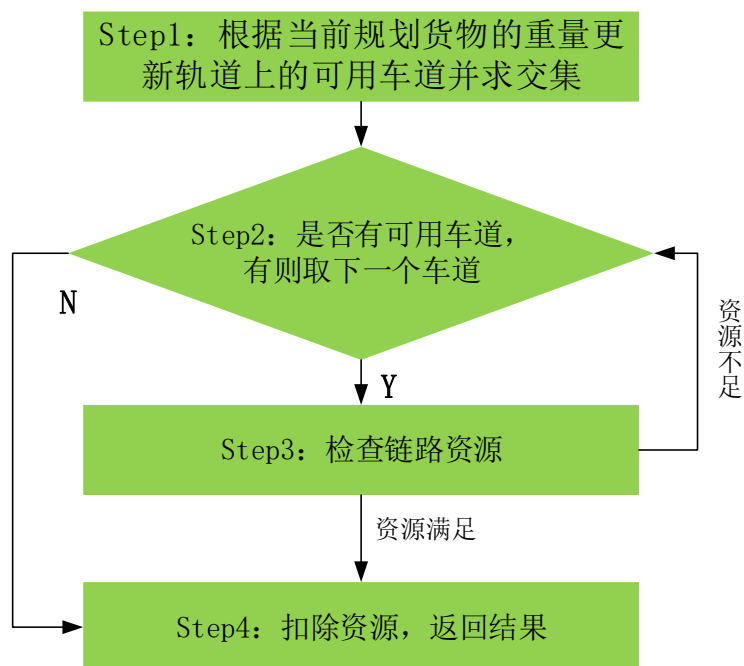 Step1：根据当前规划货物的重量更
新轨道上的可用车道并求交集
Step2：是否有可用车道，
有则取下一个车道
N
Y
资源不足
Step3：检查链路资源
资源满足
Step4：扣除资源，返回结果